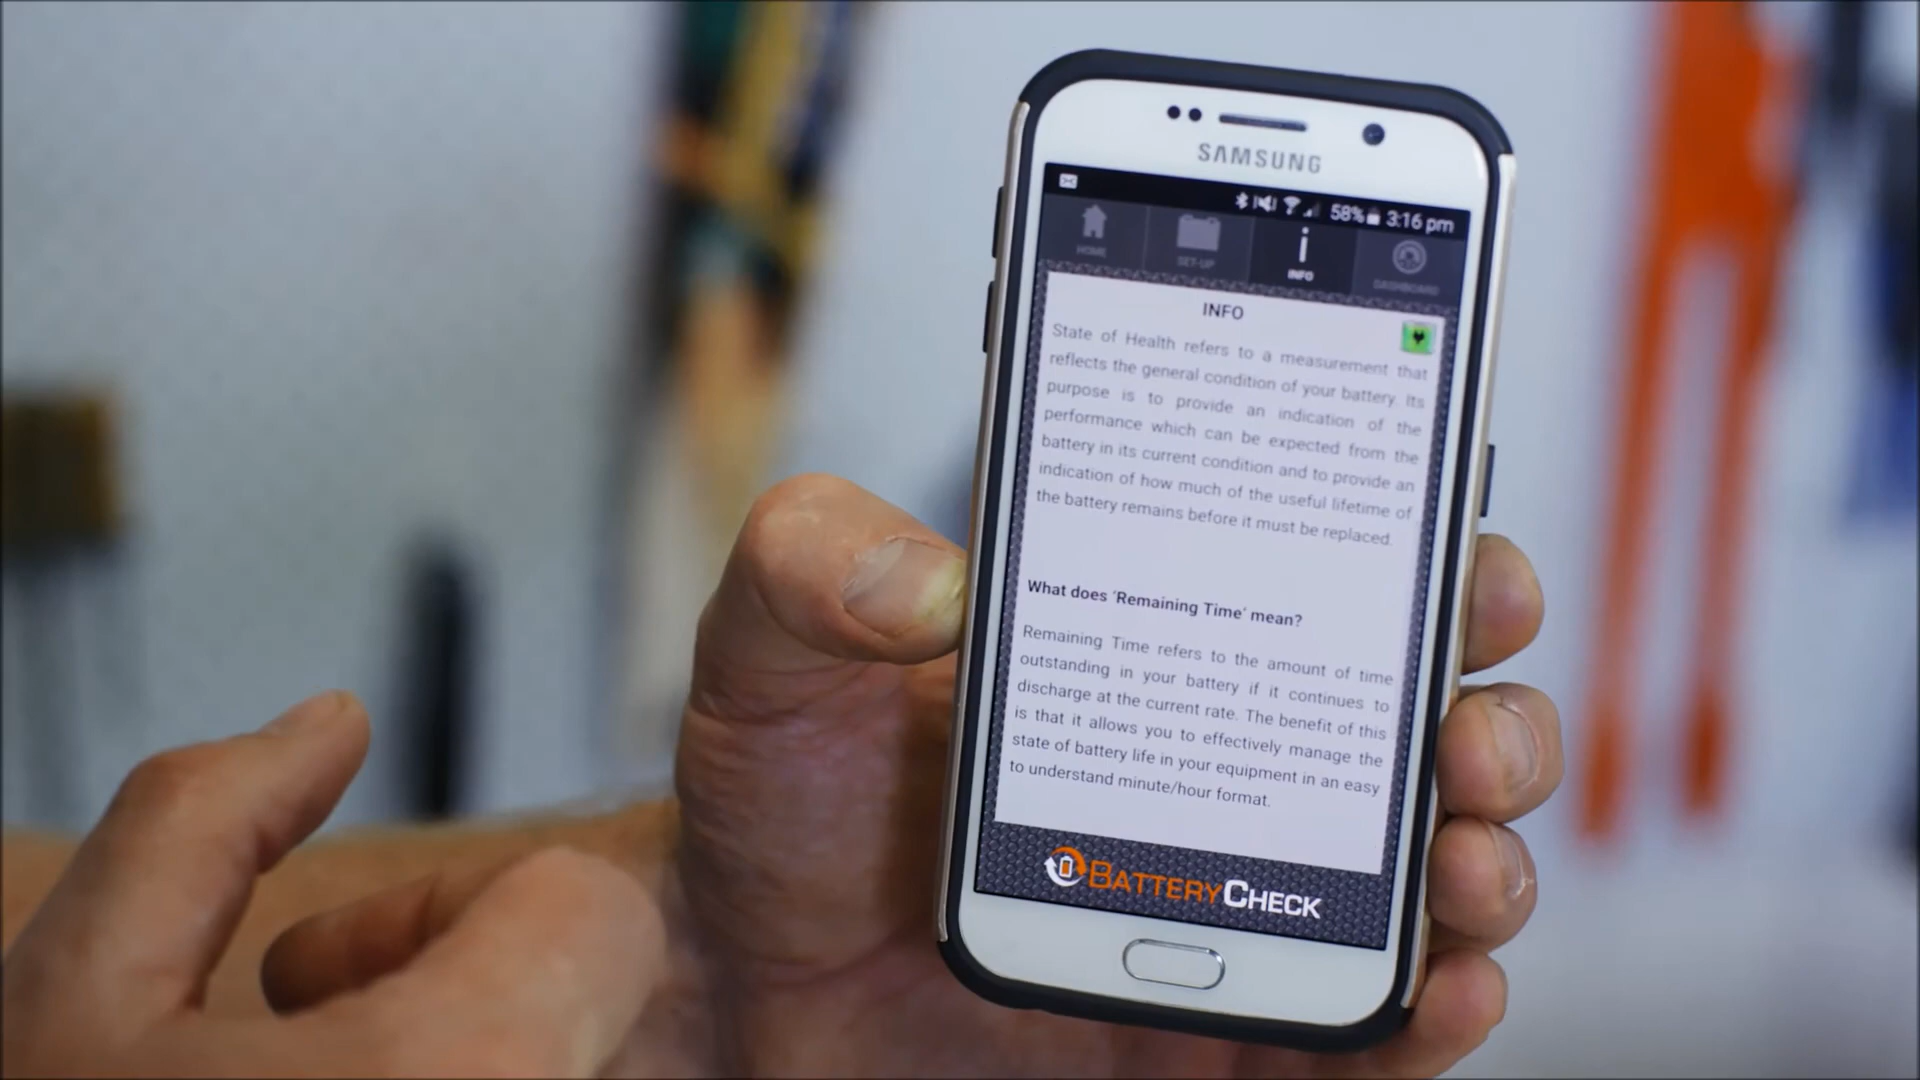 SAMSUNG
58% 3:16 pm
HOME SET-UP INFO DASHBOARD
INFO
State of Health refers to a measurement that
reflects the general condition of your battery. Its
purpose is to provide an indication of the
performance which can be expected from the
battery in its current condition and to provide an
indication of how much of the useful lifetime of
the battery remains before it must be replaced.
What does ‘Remaining Time’ mean?
Remaining Time refers to the amount of time
outstanding in your battery if it continues to
discharge at the current rate. The benefit of this
is that it allows you to effectively manage the
state of battery life in your equipment in an easy
to understand minute/hour format.
BATTERYCHECK